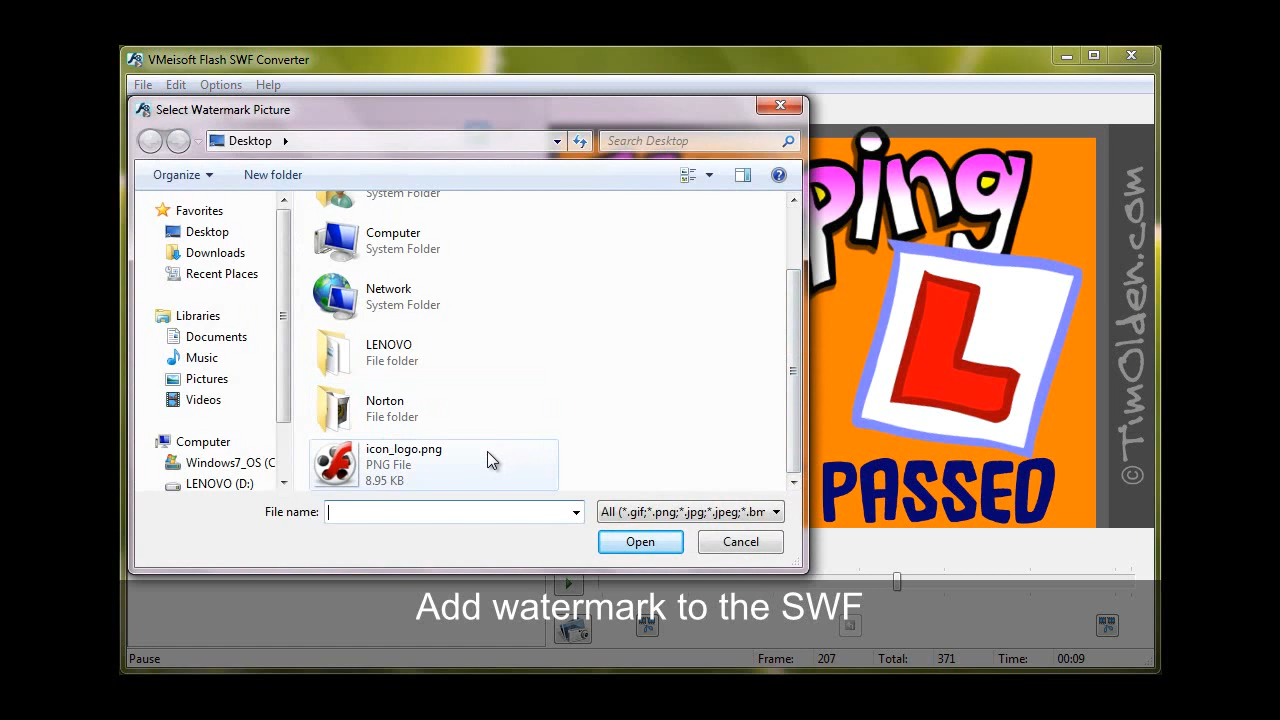 VMeisoft Flash SWF Converter
File Edit Options Help
Select Watermark Picture
Desktop
Search Desktop
Organize New folder
Favorites
Desktop
Downloads
Recent Places
Libraries
Documents
Music
Pictures
Videos
Computer
Windows7_OS (C
LENOVO (D:)
System Folder
Computer
System Folder
Network
System Folder
LENOVO
File folder
Norton
File folder
icon_logo.png
PNG File
8.95 KB
File name:
All (*.gif;*.png;*.jpg;*.jpeg;*.bm
Open Cancel
ping
L
PASSED
© TimOlden.com
Add watermark to the SWF
Pause Frame: 207 Total: 371 Time: 00:09